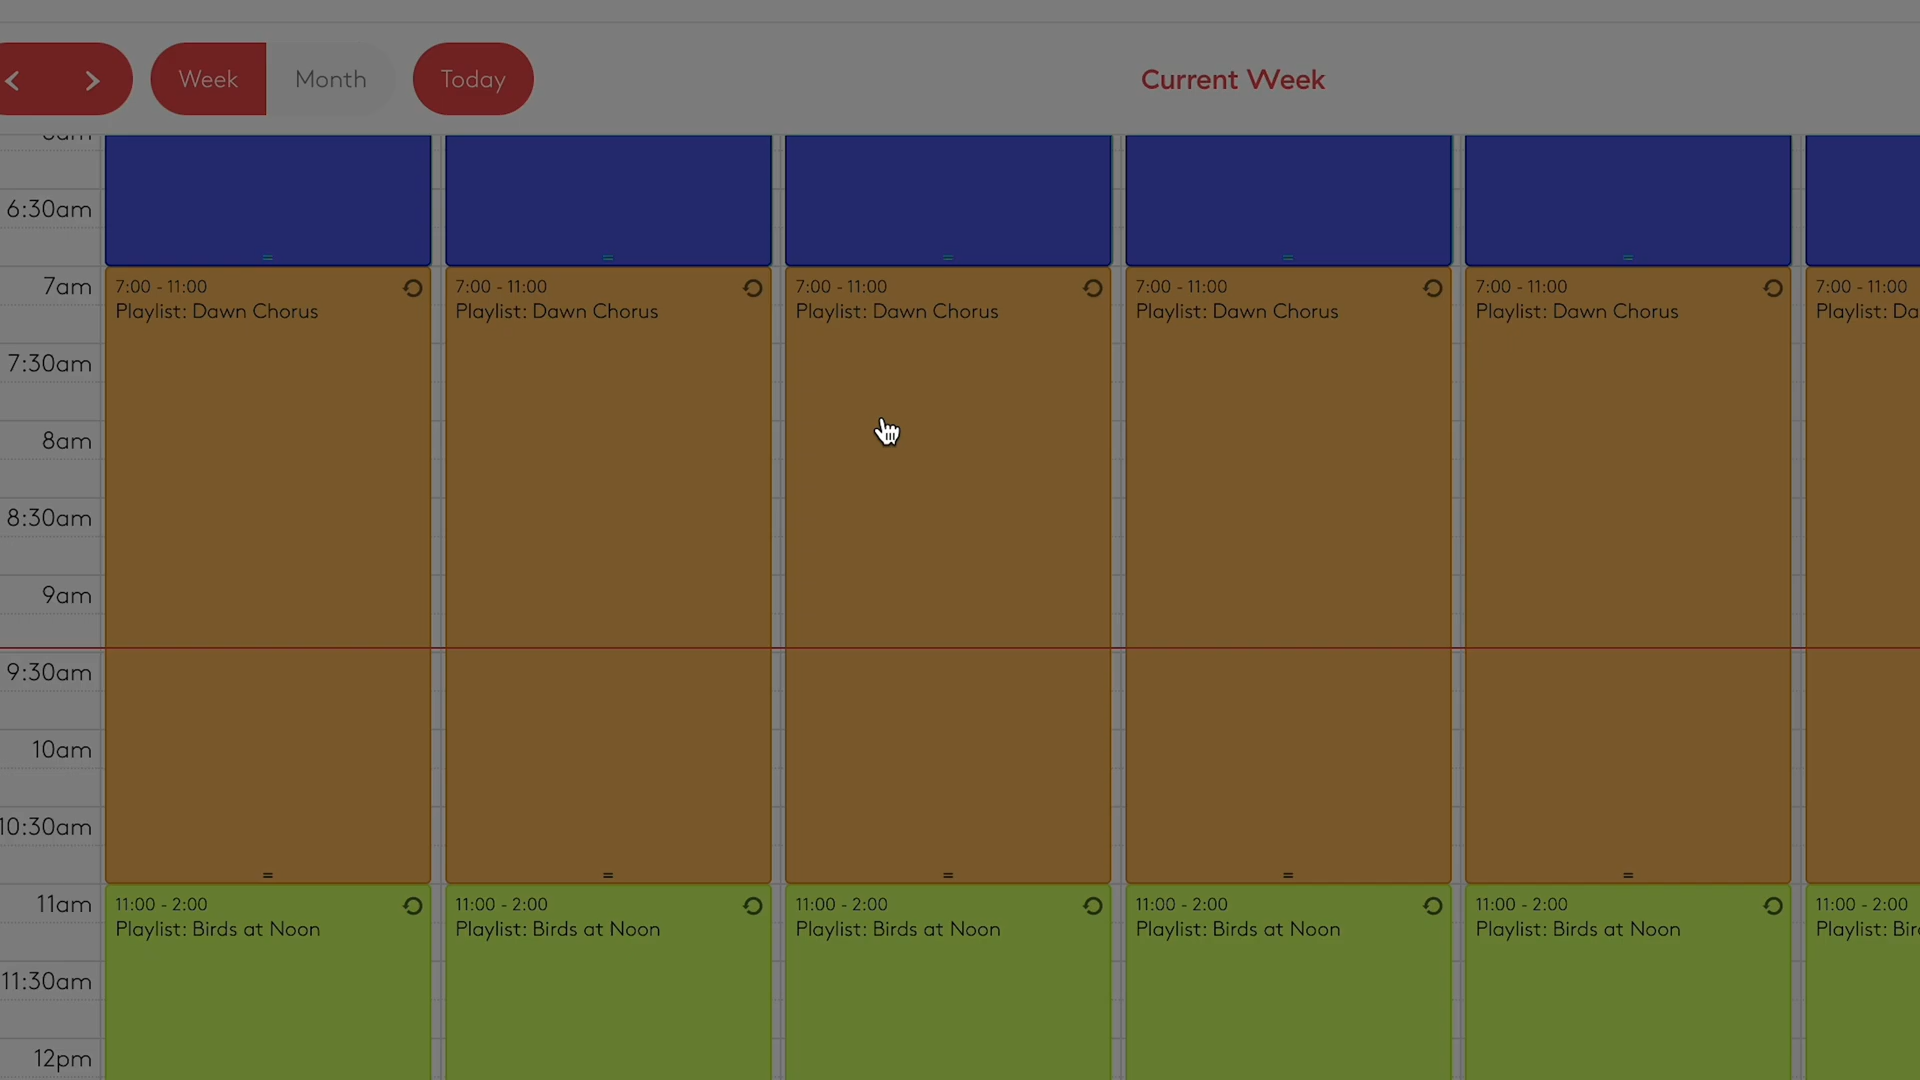 Week Month Today Current Week
6:30am
7am
7:30am
8am
8:30am
9am
9:30am
10am
10:30am
11am
11:30am
12pm
7:00 - 11:00
Playlist: Dawn Chorus
7:00 - 11:00
Playlist: Dawn Chorus
7:00 - 11:00
Playlist: Dawn Chorus
7:00 - 11:00
Playlist: Dawn Chorus
7:00 - 11:00
Playlist: Dawn Chorus
7:00 - 11:00
Playlist: Da
11:00 - 2:00
Playlist: Birds at Noon
11:00 - 2:00
Playlist: Birds at Noon
11:00 - 2:00
Playlist: Birds at Noon
11:00 - 2:00
Playlist: Birds at Noon
11:00 - 2:00
Playlist: Birds at Noon
11:00 - 2:00
Playlist: Bir